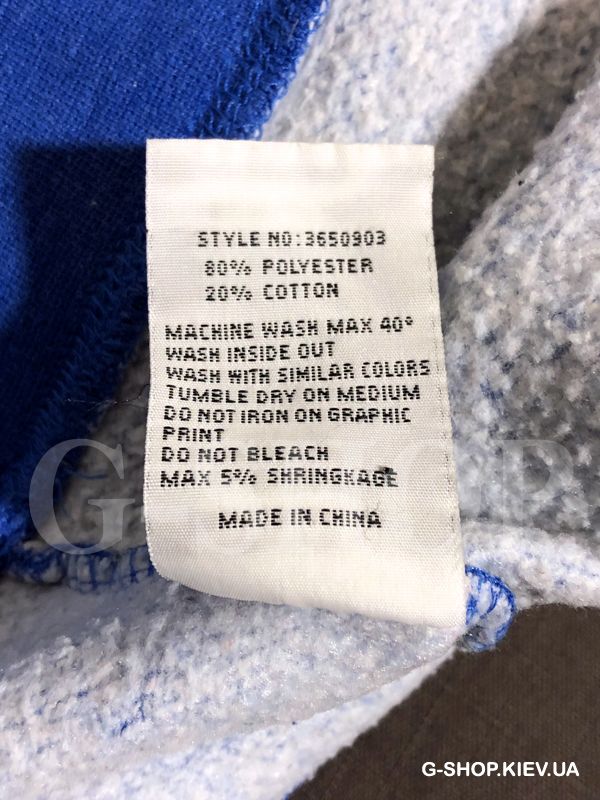 STYLE NO:3650903
80% POLYESTER
20% COTTON
MACHINE WASH MAX 40°
WASH INSIDE OUT
WASH WITH SIMILAR COLORS
TUMBLE DRY ON MEDIUM
DO NOT IRON ON GRAPHIC
PRINT
DO NOT BLEACH
MAX 5% SHRINGKAGE
MADE IN CHINA
G-SHOP
G-SHOP.KIEV.UA